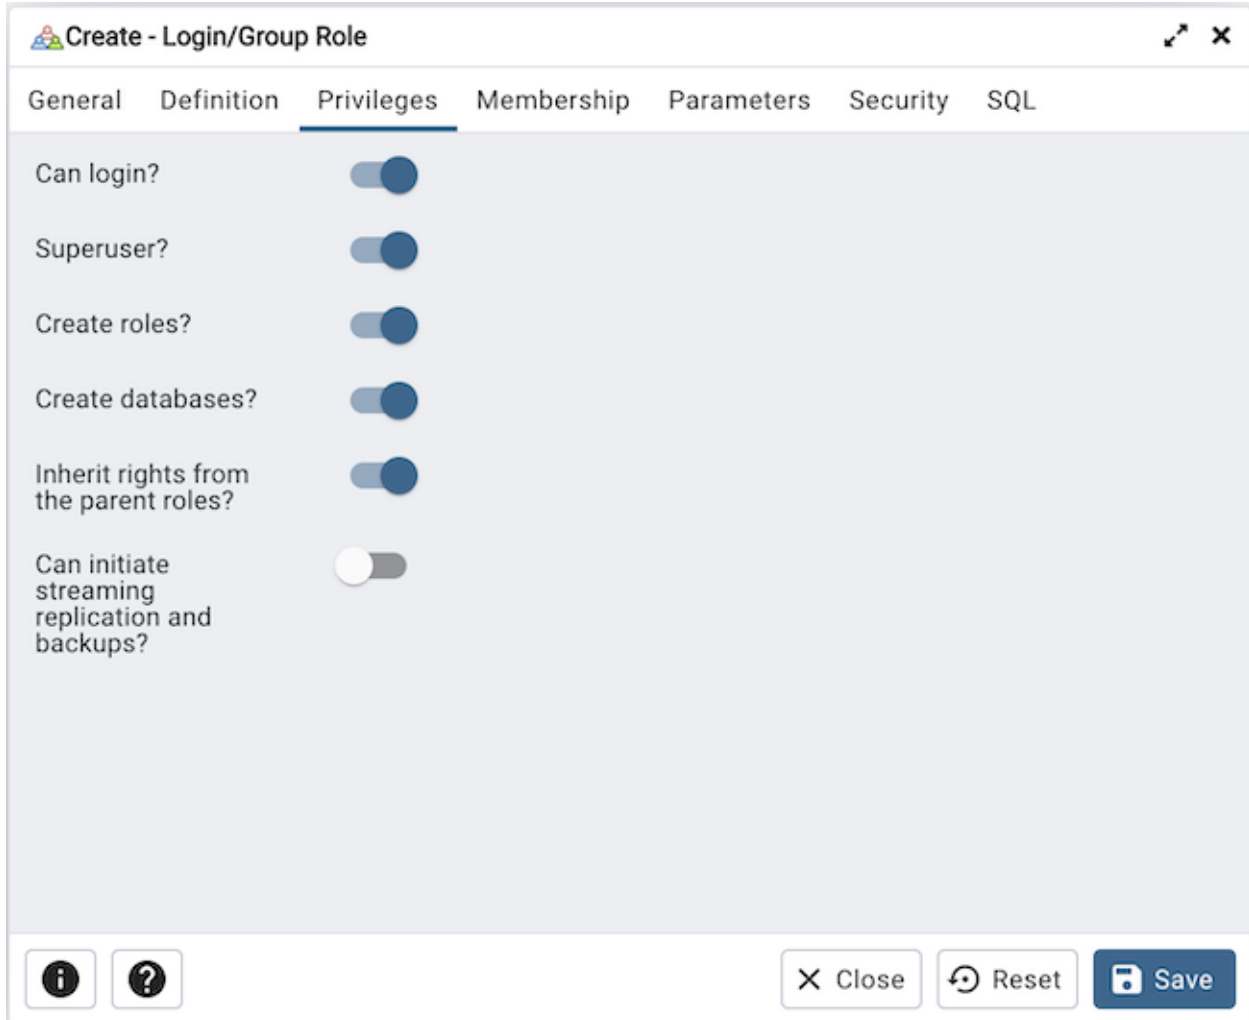 Create - Login/Group Role
General Definition Privileges Membership Parameters Security SQL
Can login?
Superuser?
Create roles?
Create databases?
Inherit rights from
the parent roles?
Can initiate
streaming
replication and
backups?
Close Reset Save